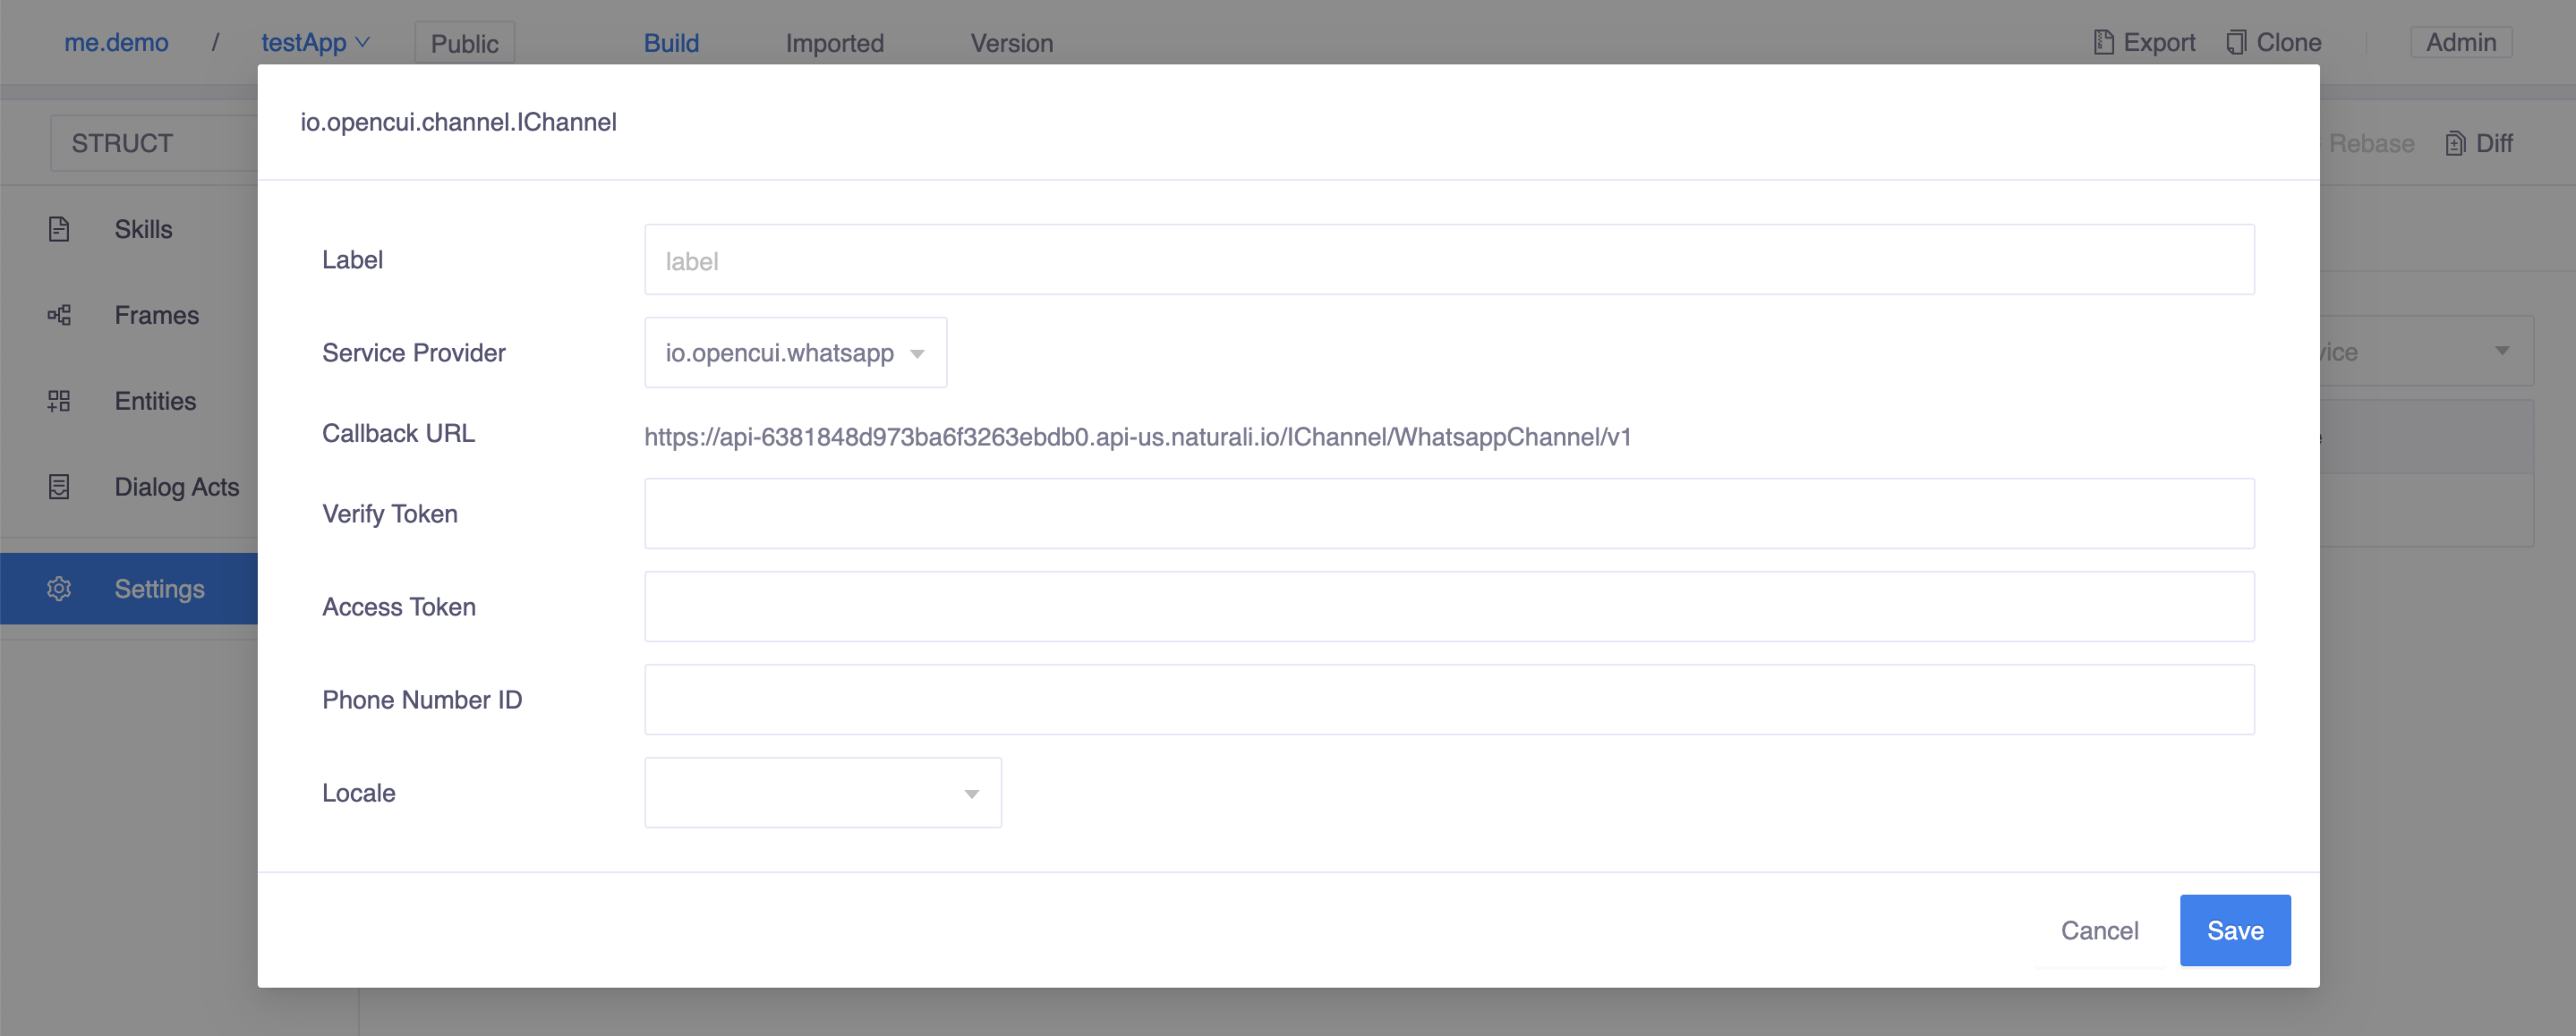 me.demo / testApp Public Build Imported Version Export Clone Admin
io.opencui.channel.IChannel
STRUCT Rebase Diff
Skills
Label label
Frames
Service Provider io.opencui.whatsapp
Entities
Callback URL https://api-6381848d973ba6f3263ebdb0.api-us.naturali.io/IChannel/WhatsappChannel/v1
Dialog Acts
Verify Token
Settings
Access Token
Phone Number ID
Locale
Cancel Save